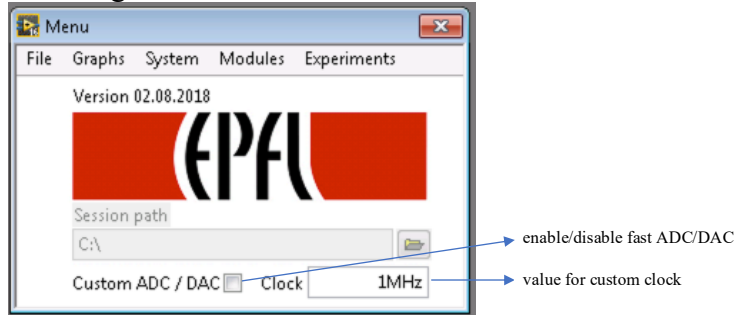 Menu
File Graphs System Modules Experiments
Version 02.08.2018
EPFL
Session path
C:\
enable/disable fast ADC/DAC
Custom ADC / DAC Clock 1MHz
value for custom clock